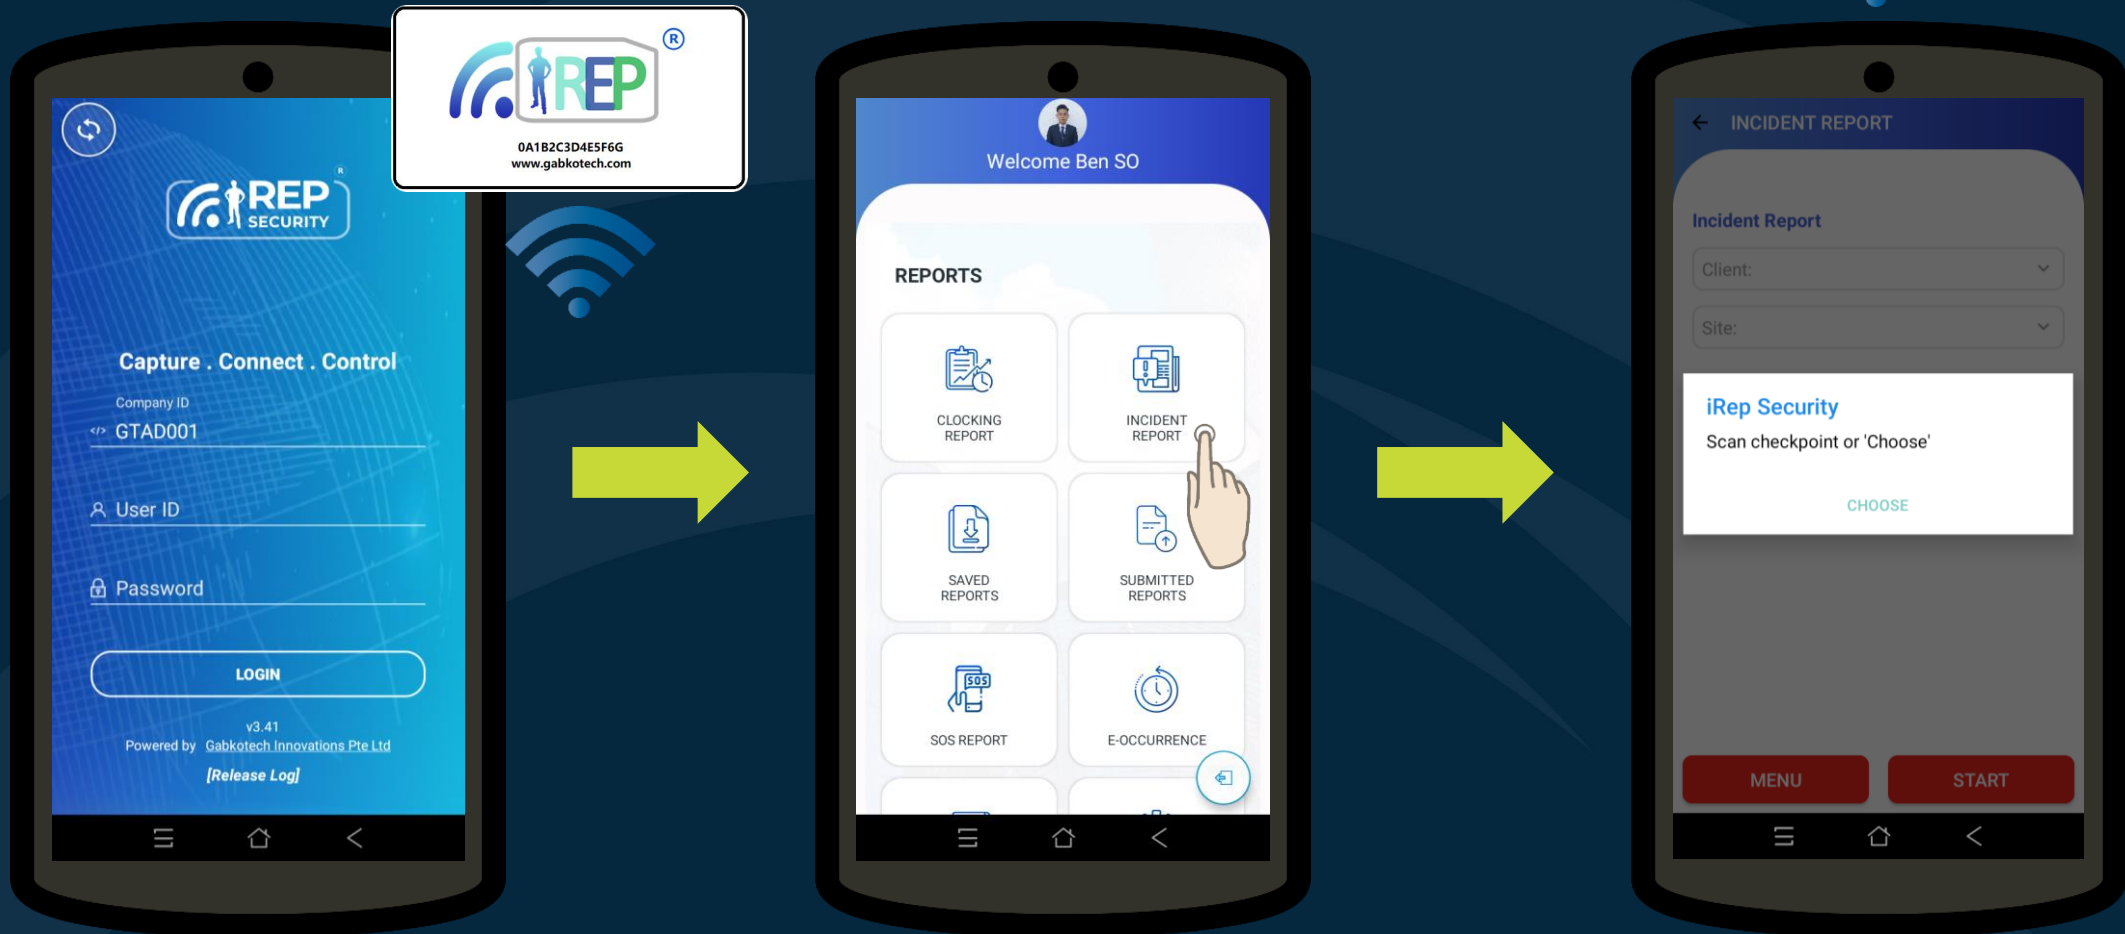 REP
SECURITY
®
Capture . Connect . Control
Company ID
</> GTAD001
User ID
Password
LOGIN
v3.41
Powered by Gabkotech Innovations Pte Ltd
[Release Log]
iREP
®
0A1B2C3D4E5F6G
www.gabkotech.com
Welcome Ben SO
REPORTS
CLOCKING
REPORT
INCIDENT
REPORT
SAVED
REPORTS
SUBMITTED
REPORTS
SOS
SOS REPORT
E-OCCURRENCE
INCIDENT REPORT
Incident Report
Client:
Site:
iRep Security
Scan checkpoint or 'Choose'
CHOOSE
MENU
START